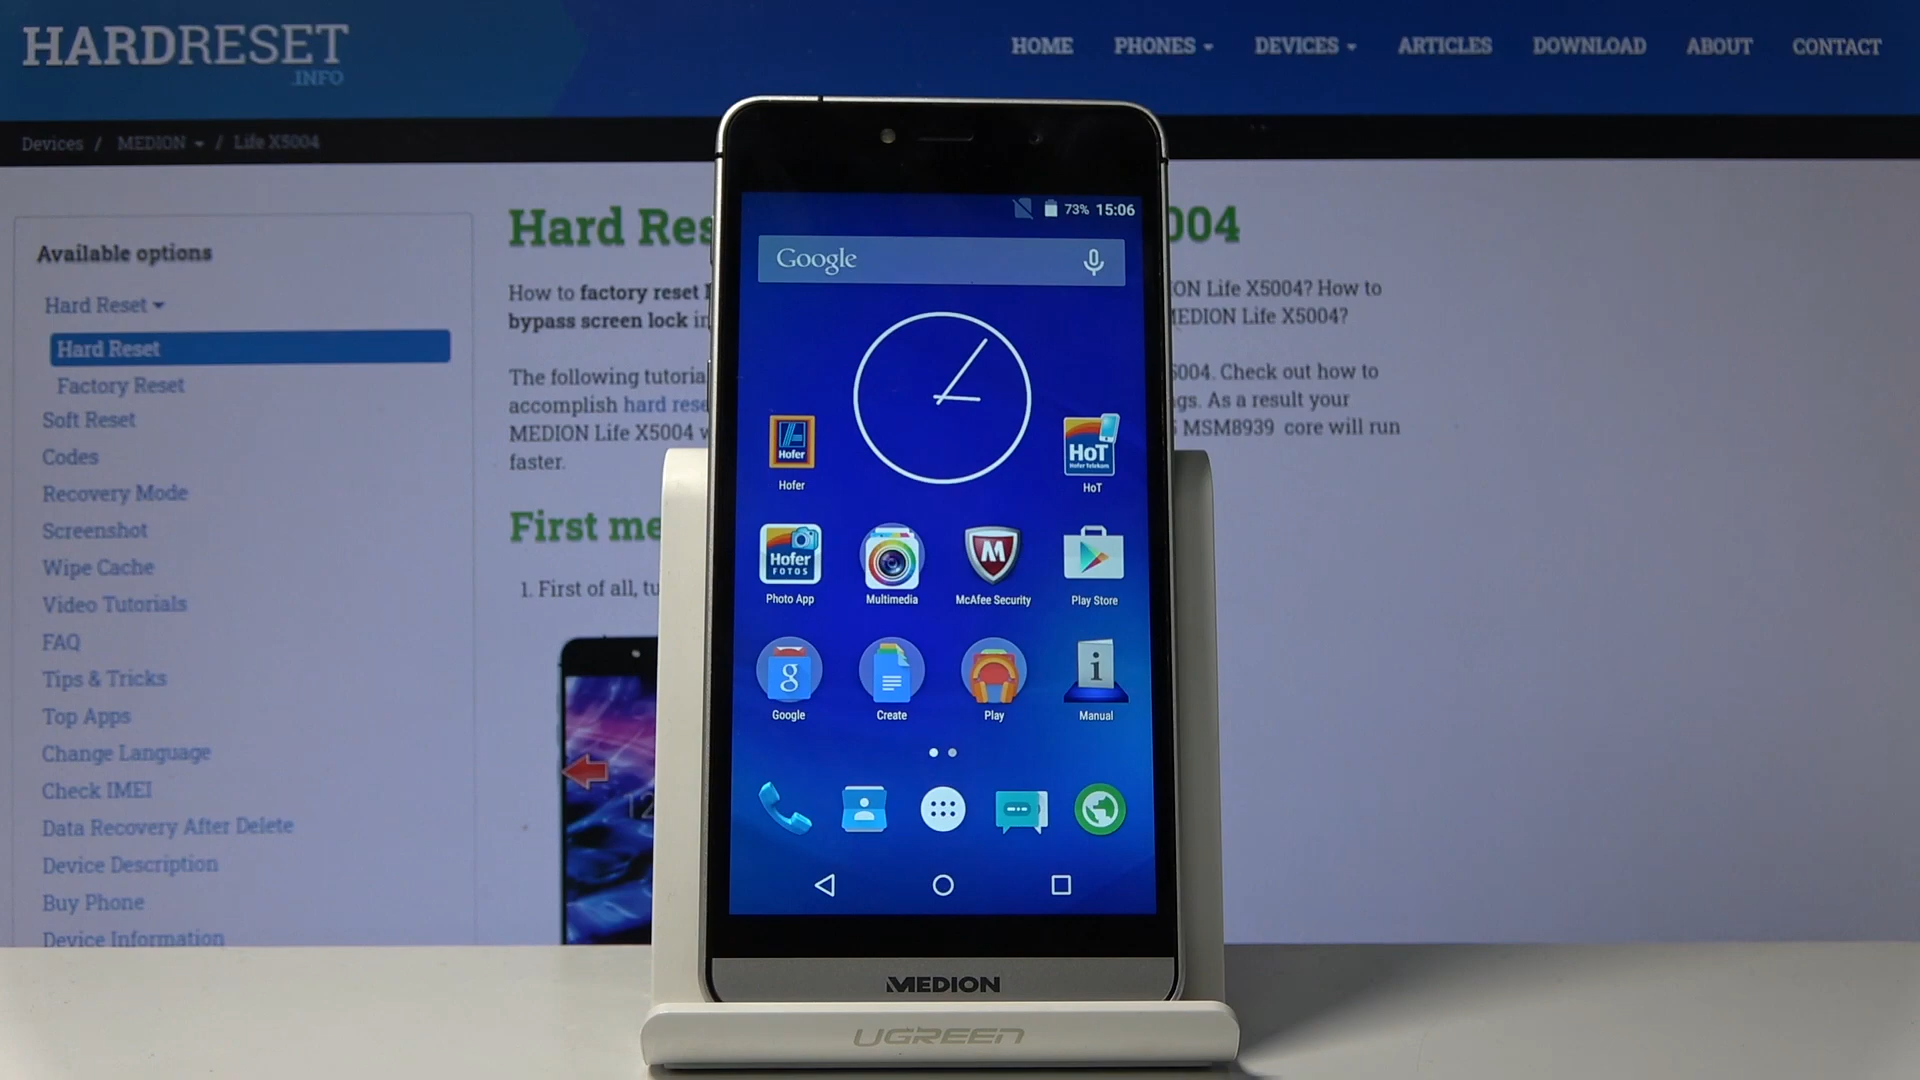 HARDRESET
.INFO
HOME
PHONES
DEVICES
ARTICLES
DOWNLOAD
ABOUT
CONTACT
Devices / MEDION / Life X5004
Available options
Hard Reset
Hard Reset
Factory Reset
Soft Reset
Codes
Recovery Mode
Screenshot
Wipe Cache
Video Tutorials
FAQ
Tips & Tricks
Top Apps
Change Language
Check IMEI
Data Recovery After Delete
Device Description
Buy Phone
Device Information
Hard Res 004
How to factory reset ON Life X5004? How to
bypass screen lock in MEDION Life X5004?
The following tutoria 5004. Check out how to
accomplish hard rese gs. As a result your
MEDION Life X5004 w MSM8939 core will run
faster.
First me
1. First of all, tu
12
73% 15:06
Google
Hofer
Hofer
HoT
Hofer Telekom
HoT
Hofer
FOTOS
Photo App
Multimedia
M
McAfee Security
Play Store
g
Google
Create
Play
i
Manual
MEDION
UGREEN